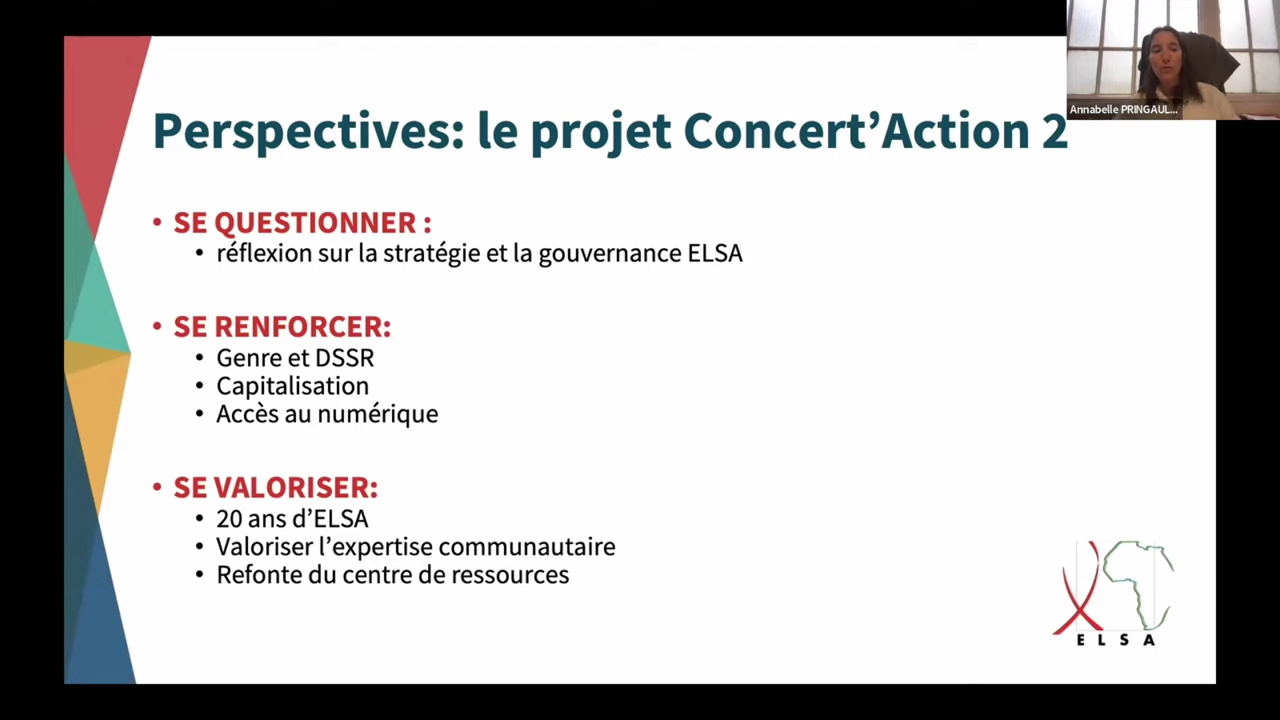 Annabelle PRINGAUL...
Perspectives: le projet Concert’Action 2
• SE QUESTIONNER :
• réflexion sur la stratégie et la gouvernance ELSA
• SE RENFORCER:
• Genre et DSSR
• Capitalisation
• Accès au numérique
• SE VALORISER:
• 20 ans d’ELSA
• Valoriser l’expertise communautaire
• Refonte du centre de ressources
ELSA